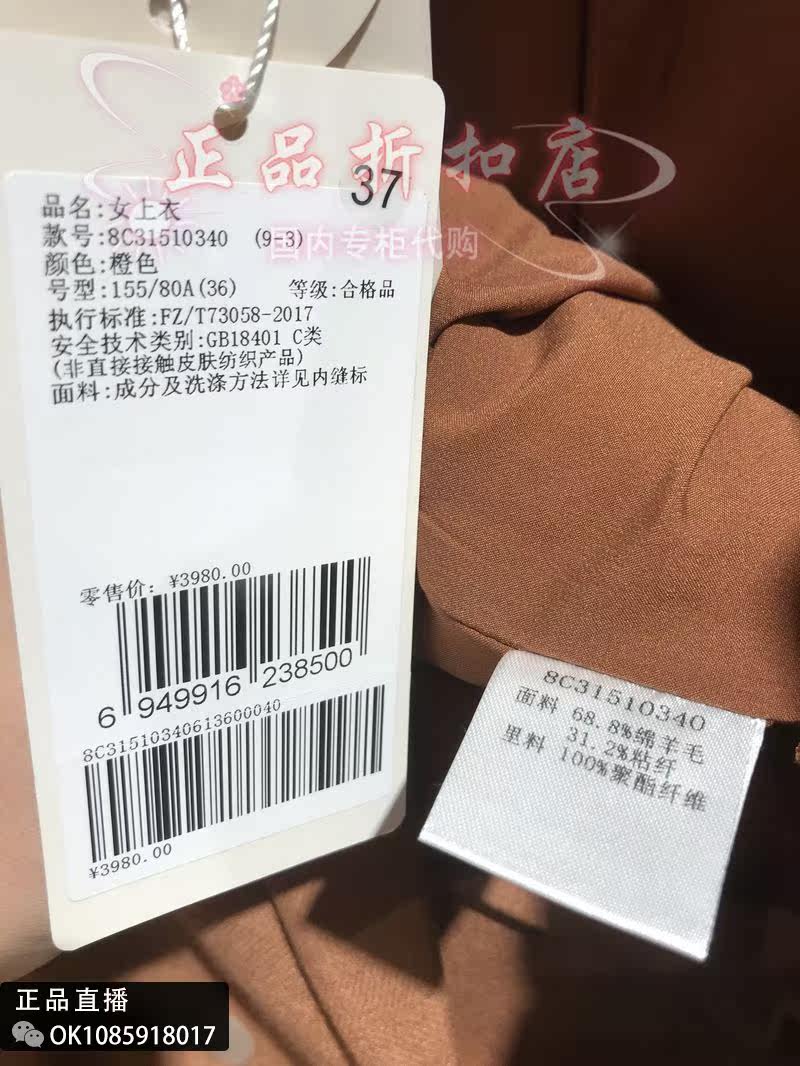 正品折扣店
国内专柜代购
37
品名:女上衣
款号:8C31510340 (9-3)
颜色:橙色
号型:155/80A(36) 等级:合格品
执行标准:FZ/T73058-2017
安全技术类别:GB18401 C类
(非直接接触皮肤纺织产品)
面料:成分及洗涤方法详见内缝标
零售价: ¥3980.00
6 949916 238500
8C31510340613600040
¥3980.00
8C31510340
面料 68.8%绵羊毛
31.2%粘纤
里料 100%聚酯纤维
正品直播
OK1085918017